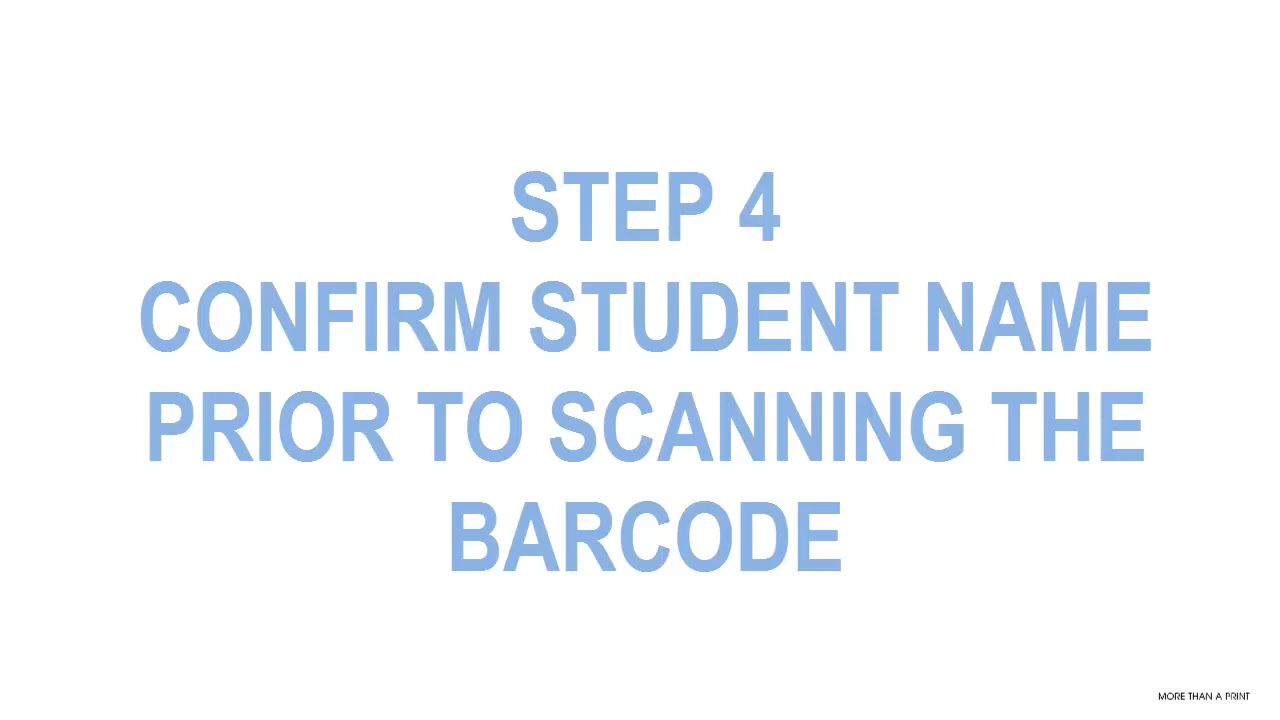 STEP 4
CONFIRM STUDENT NAME
PRIOR TO SCANNING THE
BARCODE
MORE THAN A PRINT